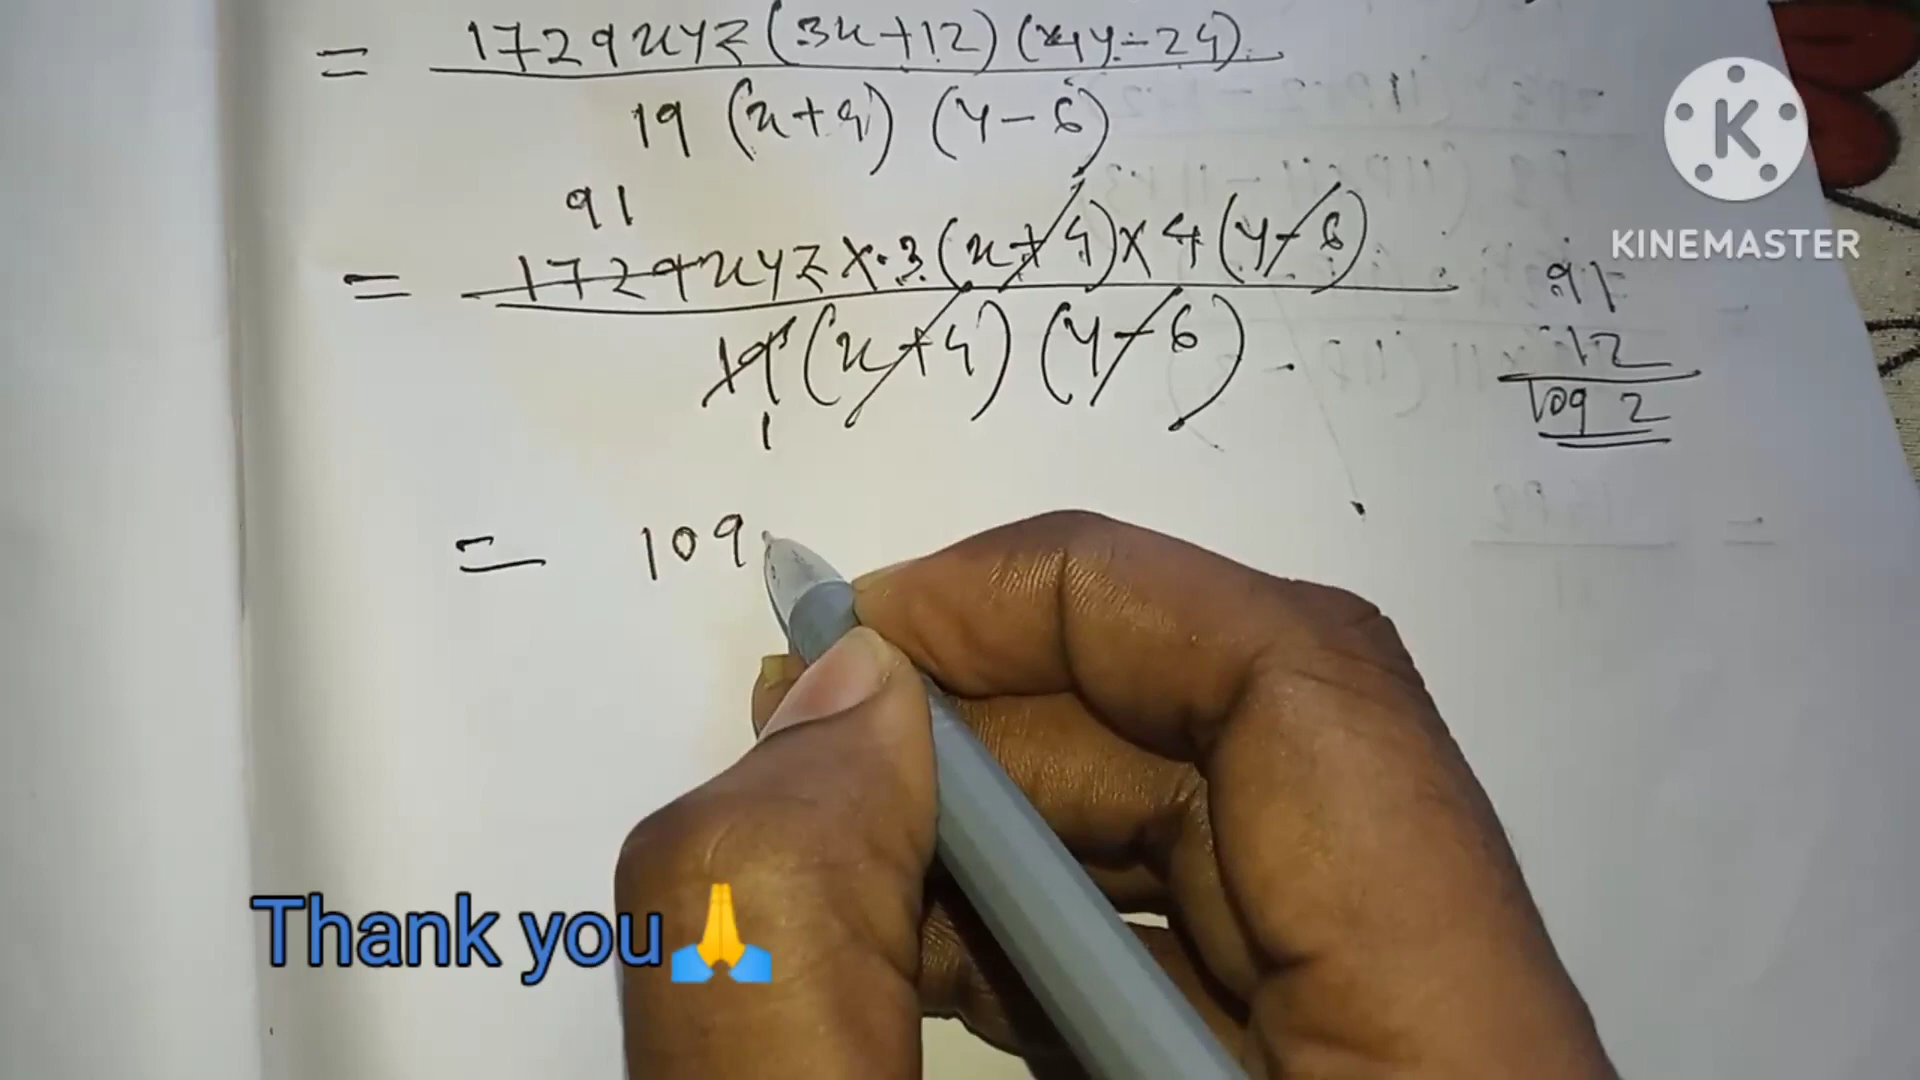 = 1729xyz(3x+12)(4y-24)
19 (x+4) (y-6)
K
KINEMASTER
91
= 1729xyz×3(x+4)×4(y-6)
19(x+4)(y-6)
1
91
12
1092
= 109
Thank you🙏